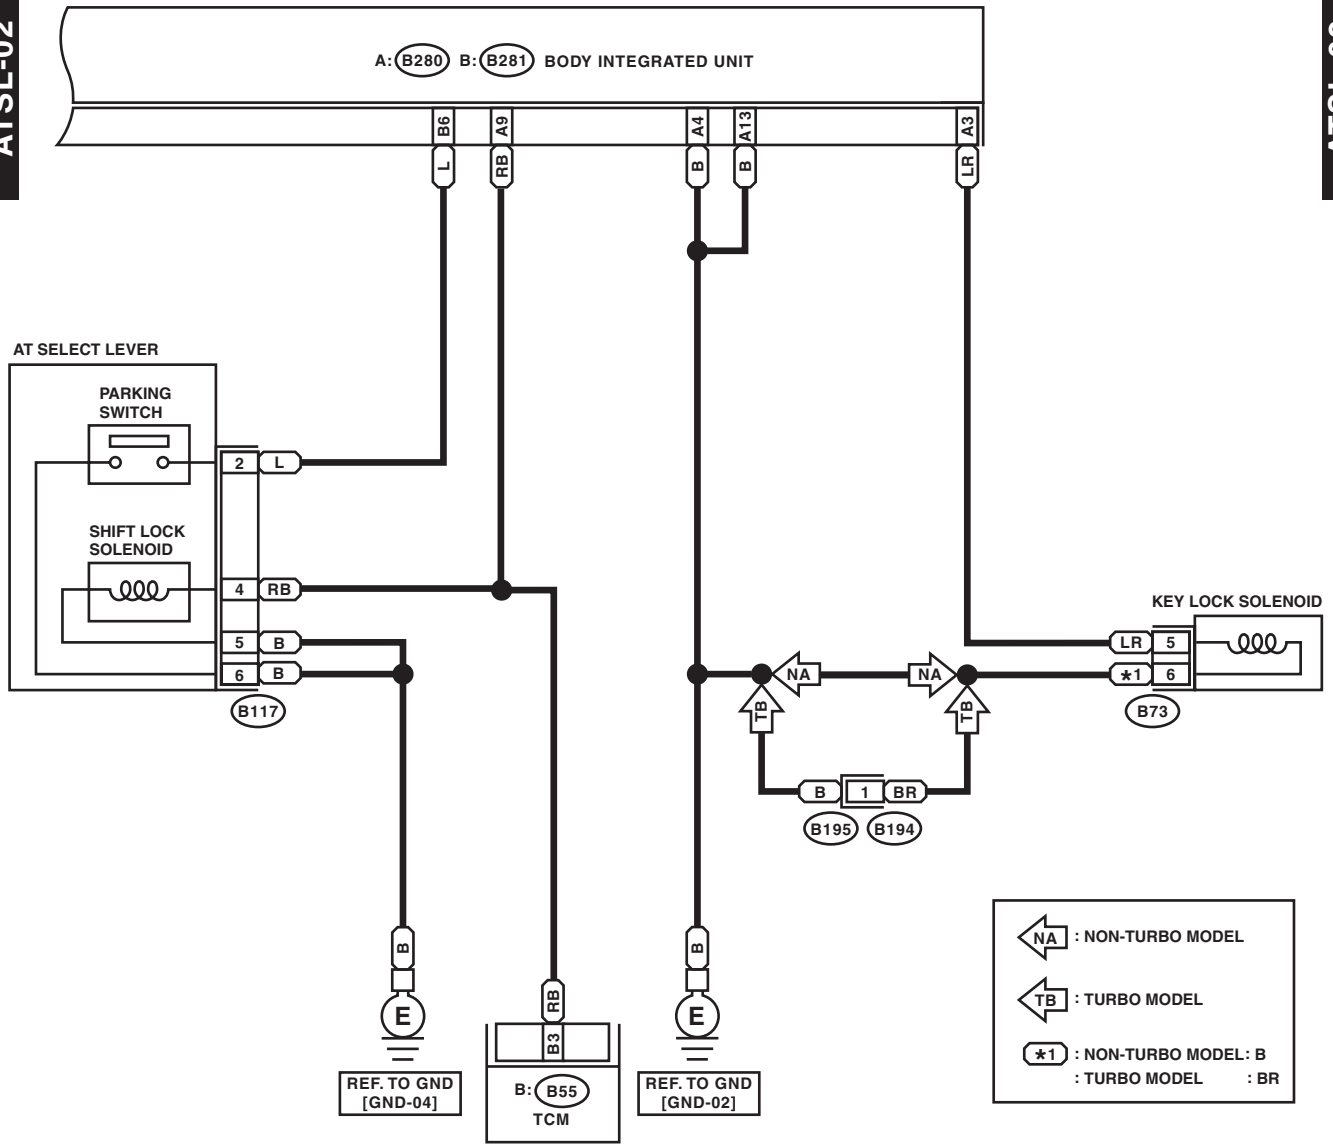 ATSL-02
A: B280 B: B281 BODY INTEGRATED UNIT
B6 A9 A4 A13 A3
L RB B B LR
AT SELECT LEVER
PARKING
SWITCH
2 L
SHIFT LOCK
SOLENOID
4 RB
5 B
6 B
B117
KEY LOCK SOLENOID
LR 5
NA NA *1 6
TB TB
B73
B 1 BR
B195 B194
B
E
REF. TO GND
[GND-04]
RB
B3
B: B55
TCM
B
E
REF. TO GND
[GND-02]
NA : NON-TURBO MODEL
TB : TURBO MODEL
*1 : NON-TURBO MODEL: B
: TURBO MODEL : BR